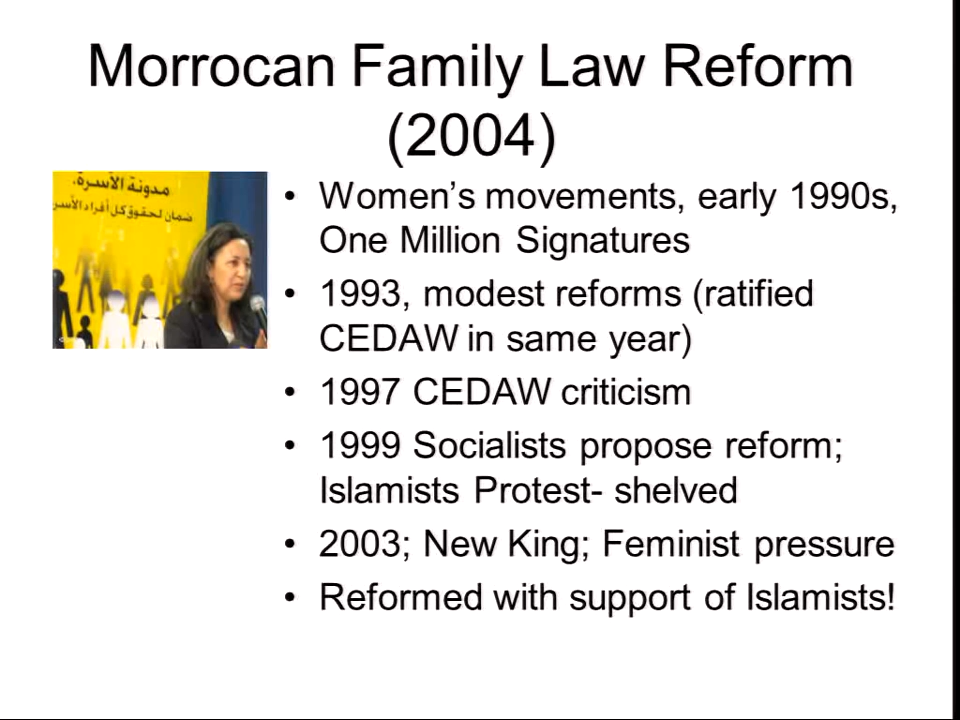 Morrocan Family Law Reform
(2004)
مدونة الأسرة.
ضمان لحقوق كل أفراد الأسر
• Women’s movements, early 1990s,
One Million Signatures
• 1993, modest reforms (ratified
CEDAW in same year)
• 1997 CEDAW criticism
• 1999 Socialists propose reform;
Islamists Protest- shelved
• 2003; New King; Feminist pressure
• Reformed with support of Islamists!